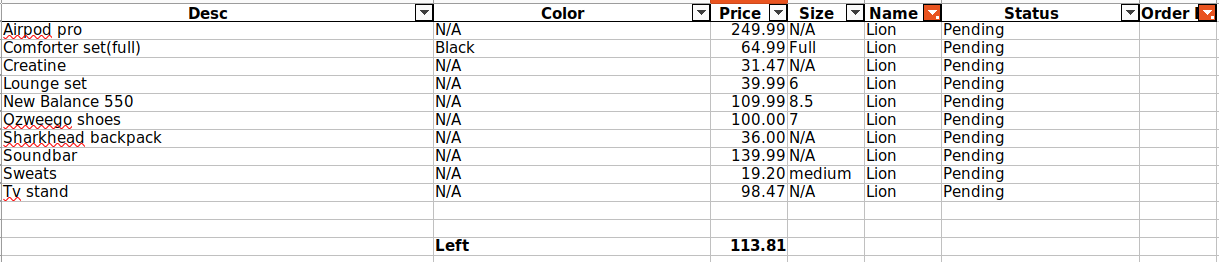 Desc Color Price Size Name Status Order
Airpod pro N/A 249.99 N/A Lion Pending
Comforter set(full) Black 64.99 Full Lion Pending
Creatine N/A 31.47 N/A Lion Pending
Lounge set N/A 39.99 6 Lion Pending
New Balance 550 N/A 109.99 8.5 Lion Pending
Ozweego shoes N/A 100.00 7 Lion Pending
Sharkhead backpack N/A 36.00 N/A Lion Pending
Soundbar N/A 139.99 N/A Lion Pending
Sweats N/A 19.20 medium Lion Pending
Tv stand N/A 98.47 N/A Lion Pending
Left 113.81